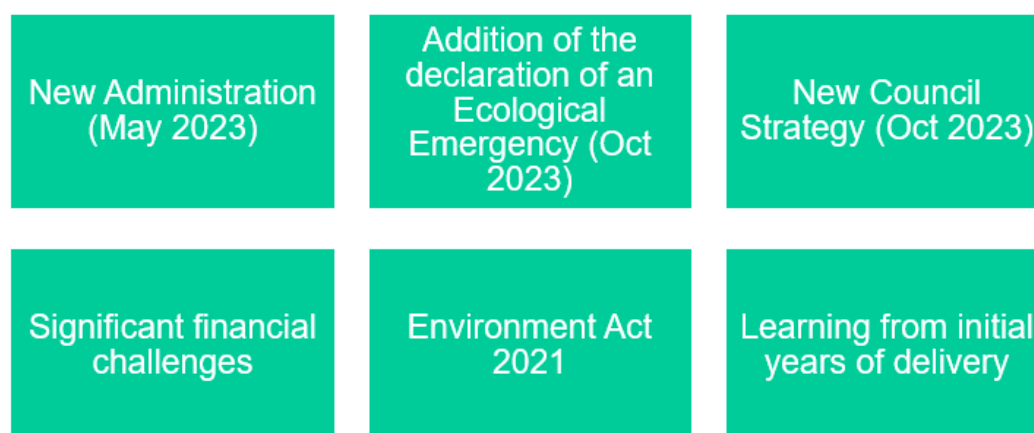 New Administration
(May 2023)
Addition of the
declaration of an
Ecological
Emergency (Oct
2023)
New Council
Strategy (Oct 2023)
Significant financial
challenges
Environment Act
2021
Learning from initial
years of delivery